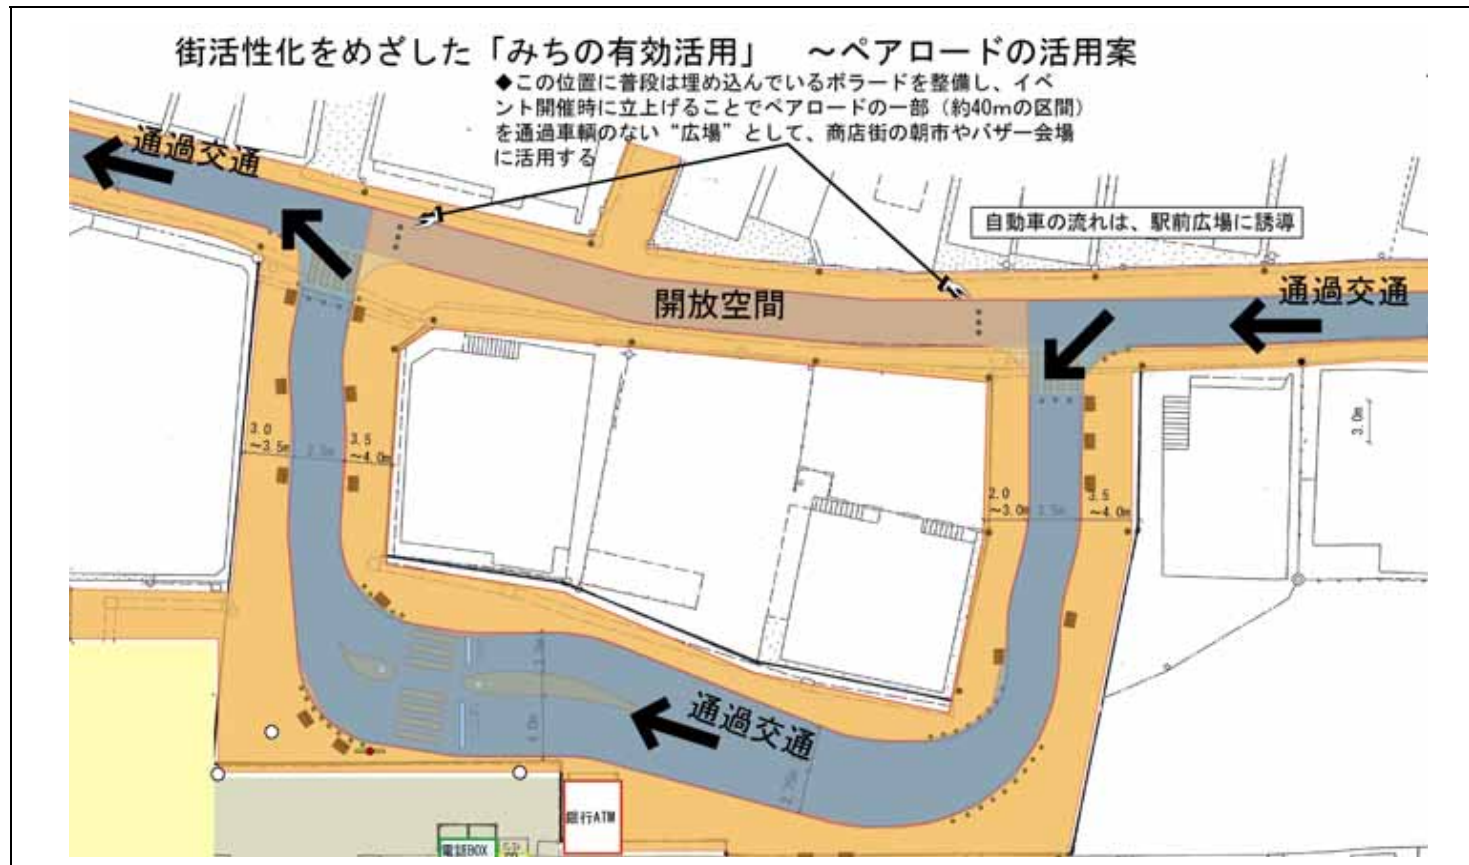 街活性化をめざした「みちの有効活用」　～ペアロードの活用案
◆この位置に普段は埋め込んでいるボラードを整備し、イベ
ント開催時に立上げることでペアロードの一部（約40mの区間）
を通過車輌のない“広場”として、商店街の朝市やバザー会場
に活用する
通過交通
自動車の流れは、駅前広場に誘導
開放空間
通過交通
3.0
～3.5m
3.5
～4.0m
3.0m
2.0
～3.0m
3.5m
3.5
～4.0m
通過交通
銀行ATM
電話BOX